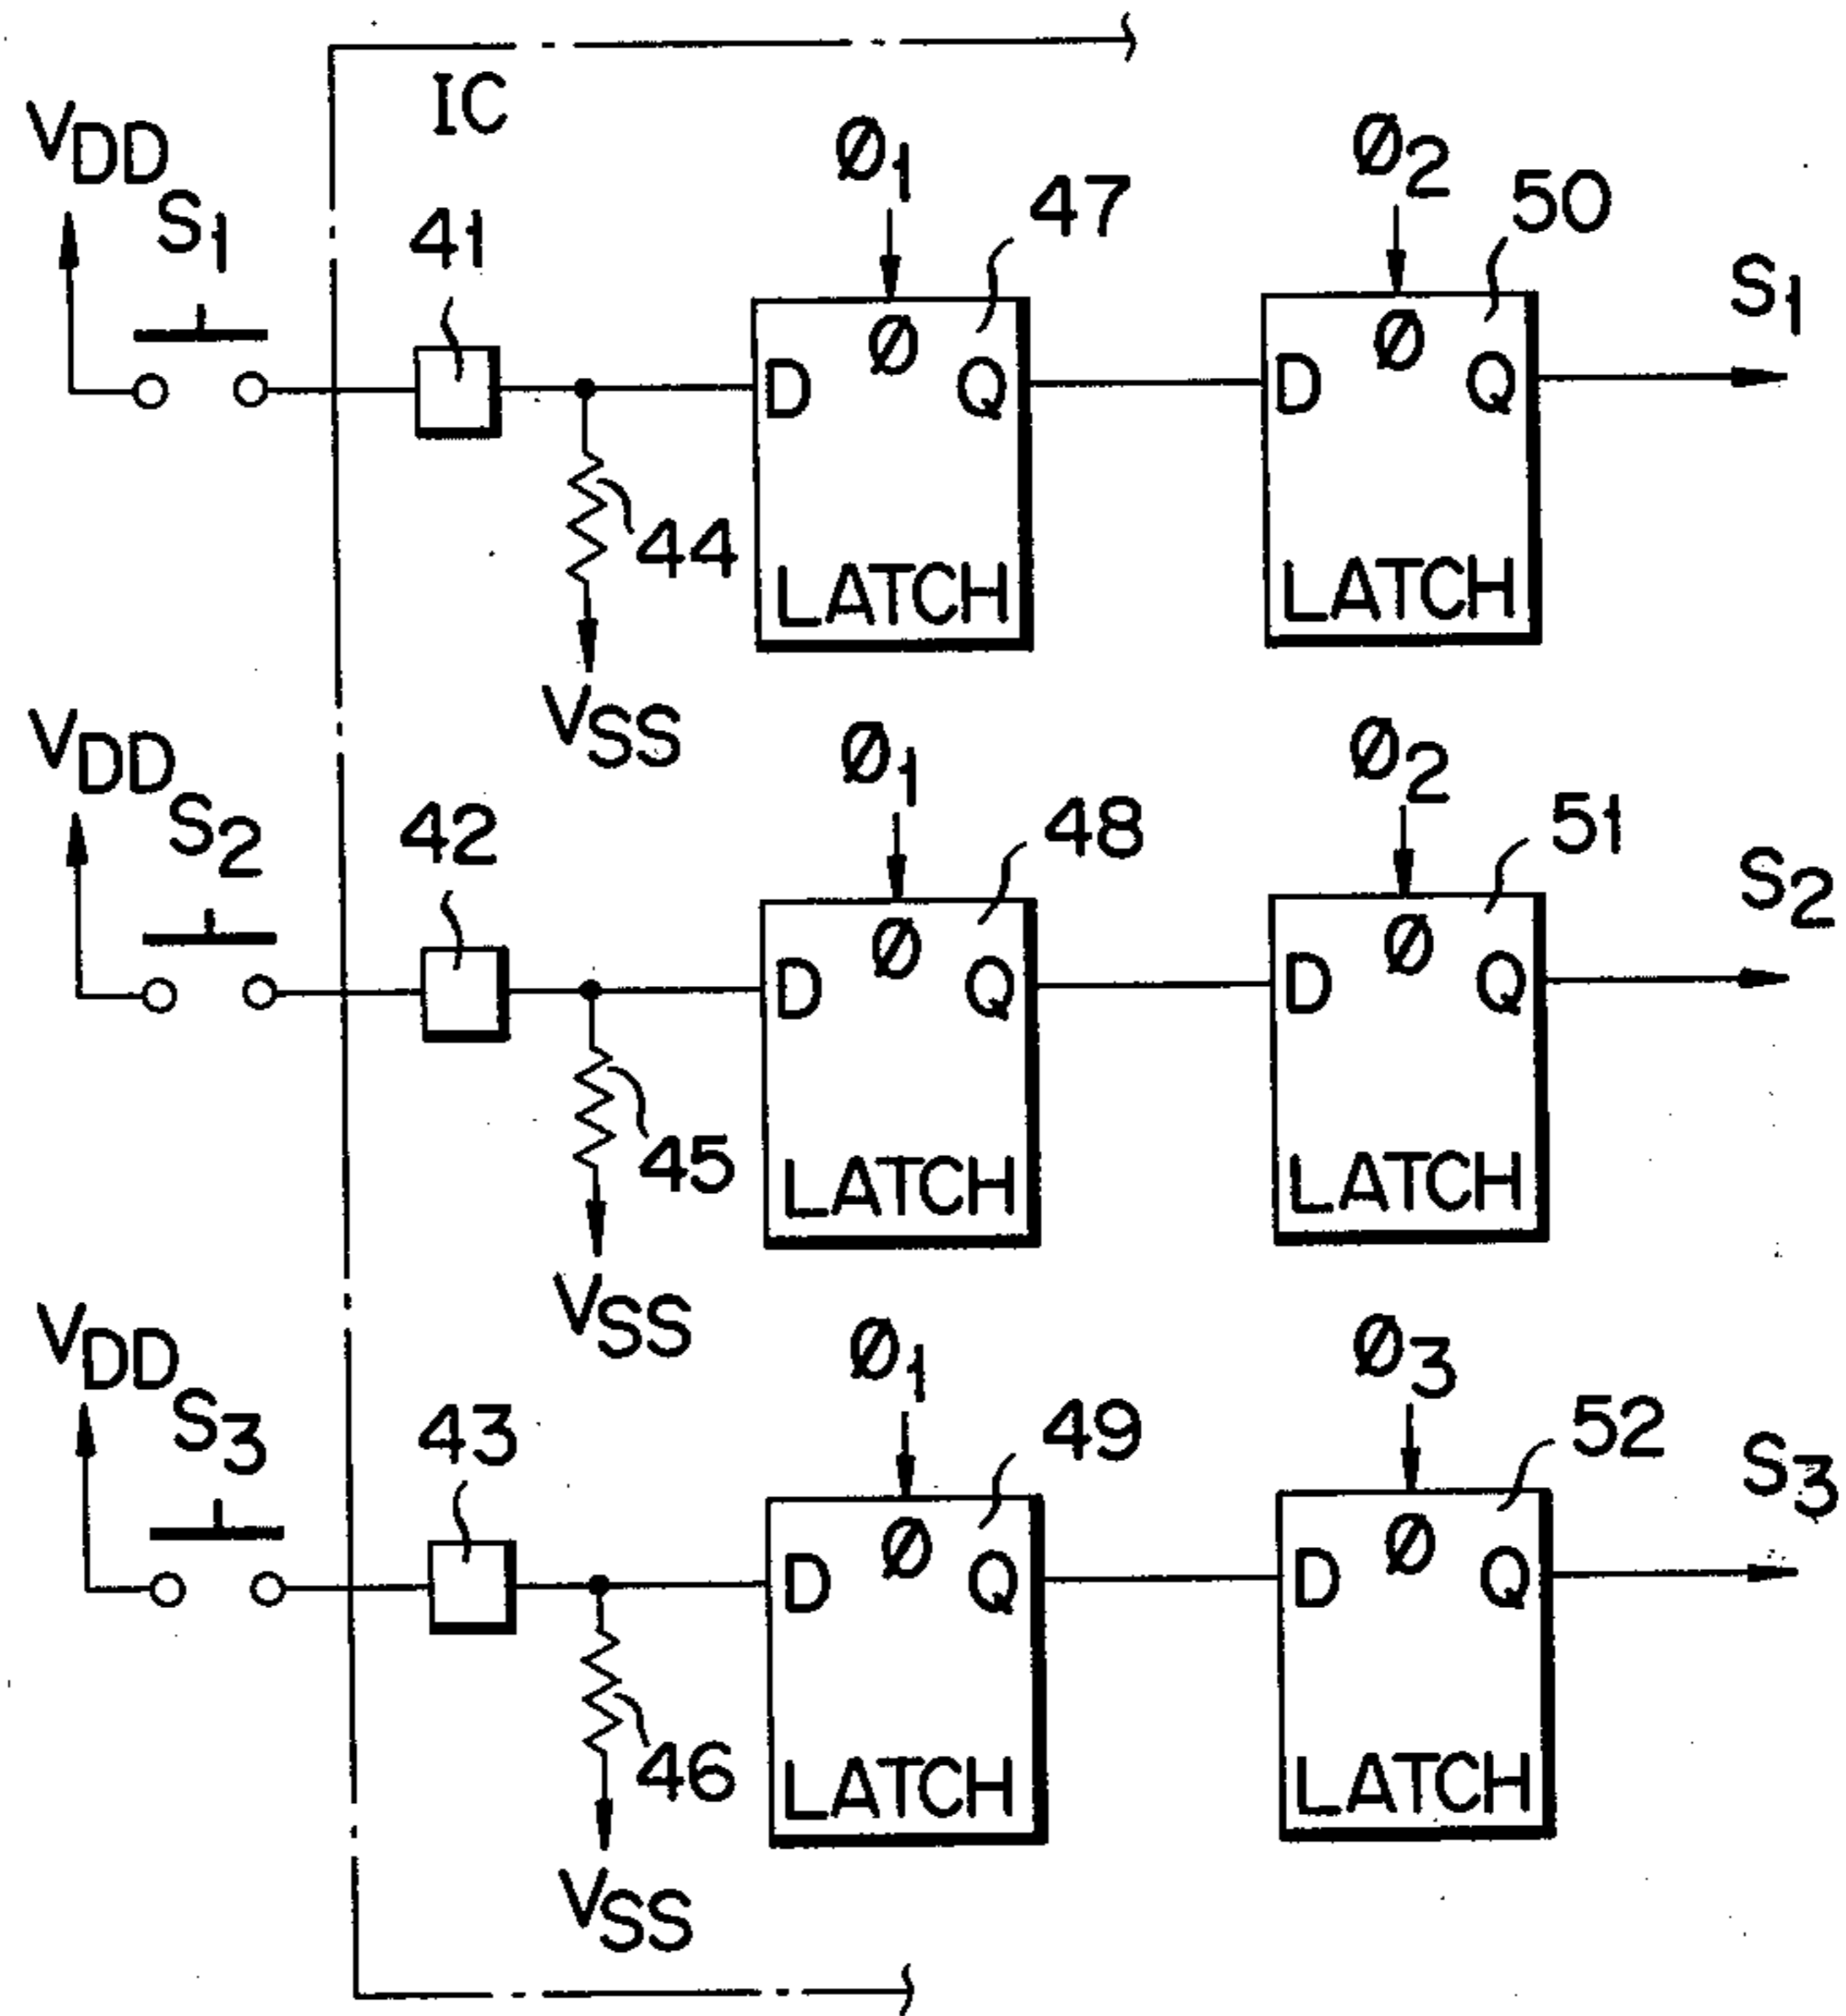 IC
VDD S1 41 Ø1 47 Ø2 50 S1
D Ø Q D Ø Q
44
LATCH LATCH
VSS
VDD S2 42 Ø1 48 Ø2 51 S2
D Ø Q D Ø Q
45
LATCH LATCH
VSS
VDD S3 43 Ø1 49 Ø3 52 S3
D Ø Q D Ø Q
46
LATCH LATCH
VSS